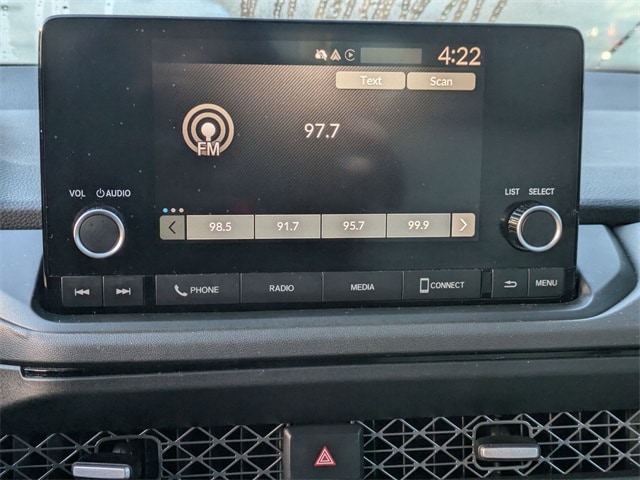 4:22
Text Scan
FM 97.7
VOL AUDIO LIST SELECT
98.5 91.7 95.7 99.9
PHONE RADIO MEDIA CONNECT MENU